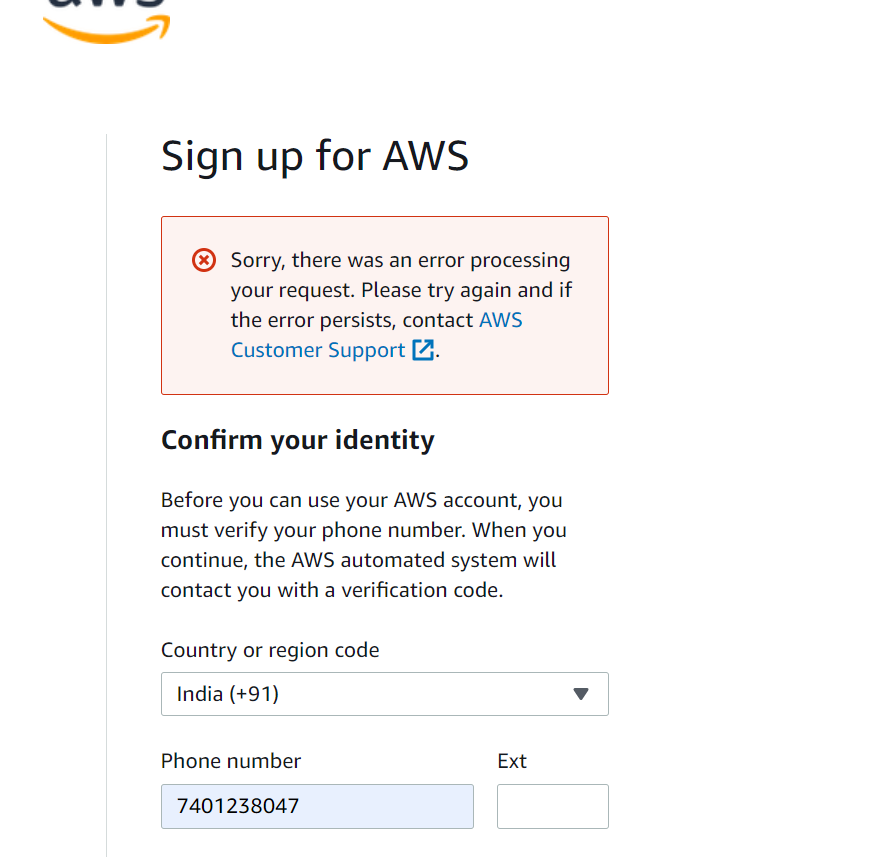 aws
Sign up for AWS
Sorry, there was an error processing
your request. Please try again and if
the error persists, contact AWS
Customer Support.
Confirm your identity
Before you can use your AWS account, you
must verify your phone number. When you
continue, the AWS automated system will
contact you with a verification code.
Country or region code
India (+91)
Phone number Ext
7401238047